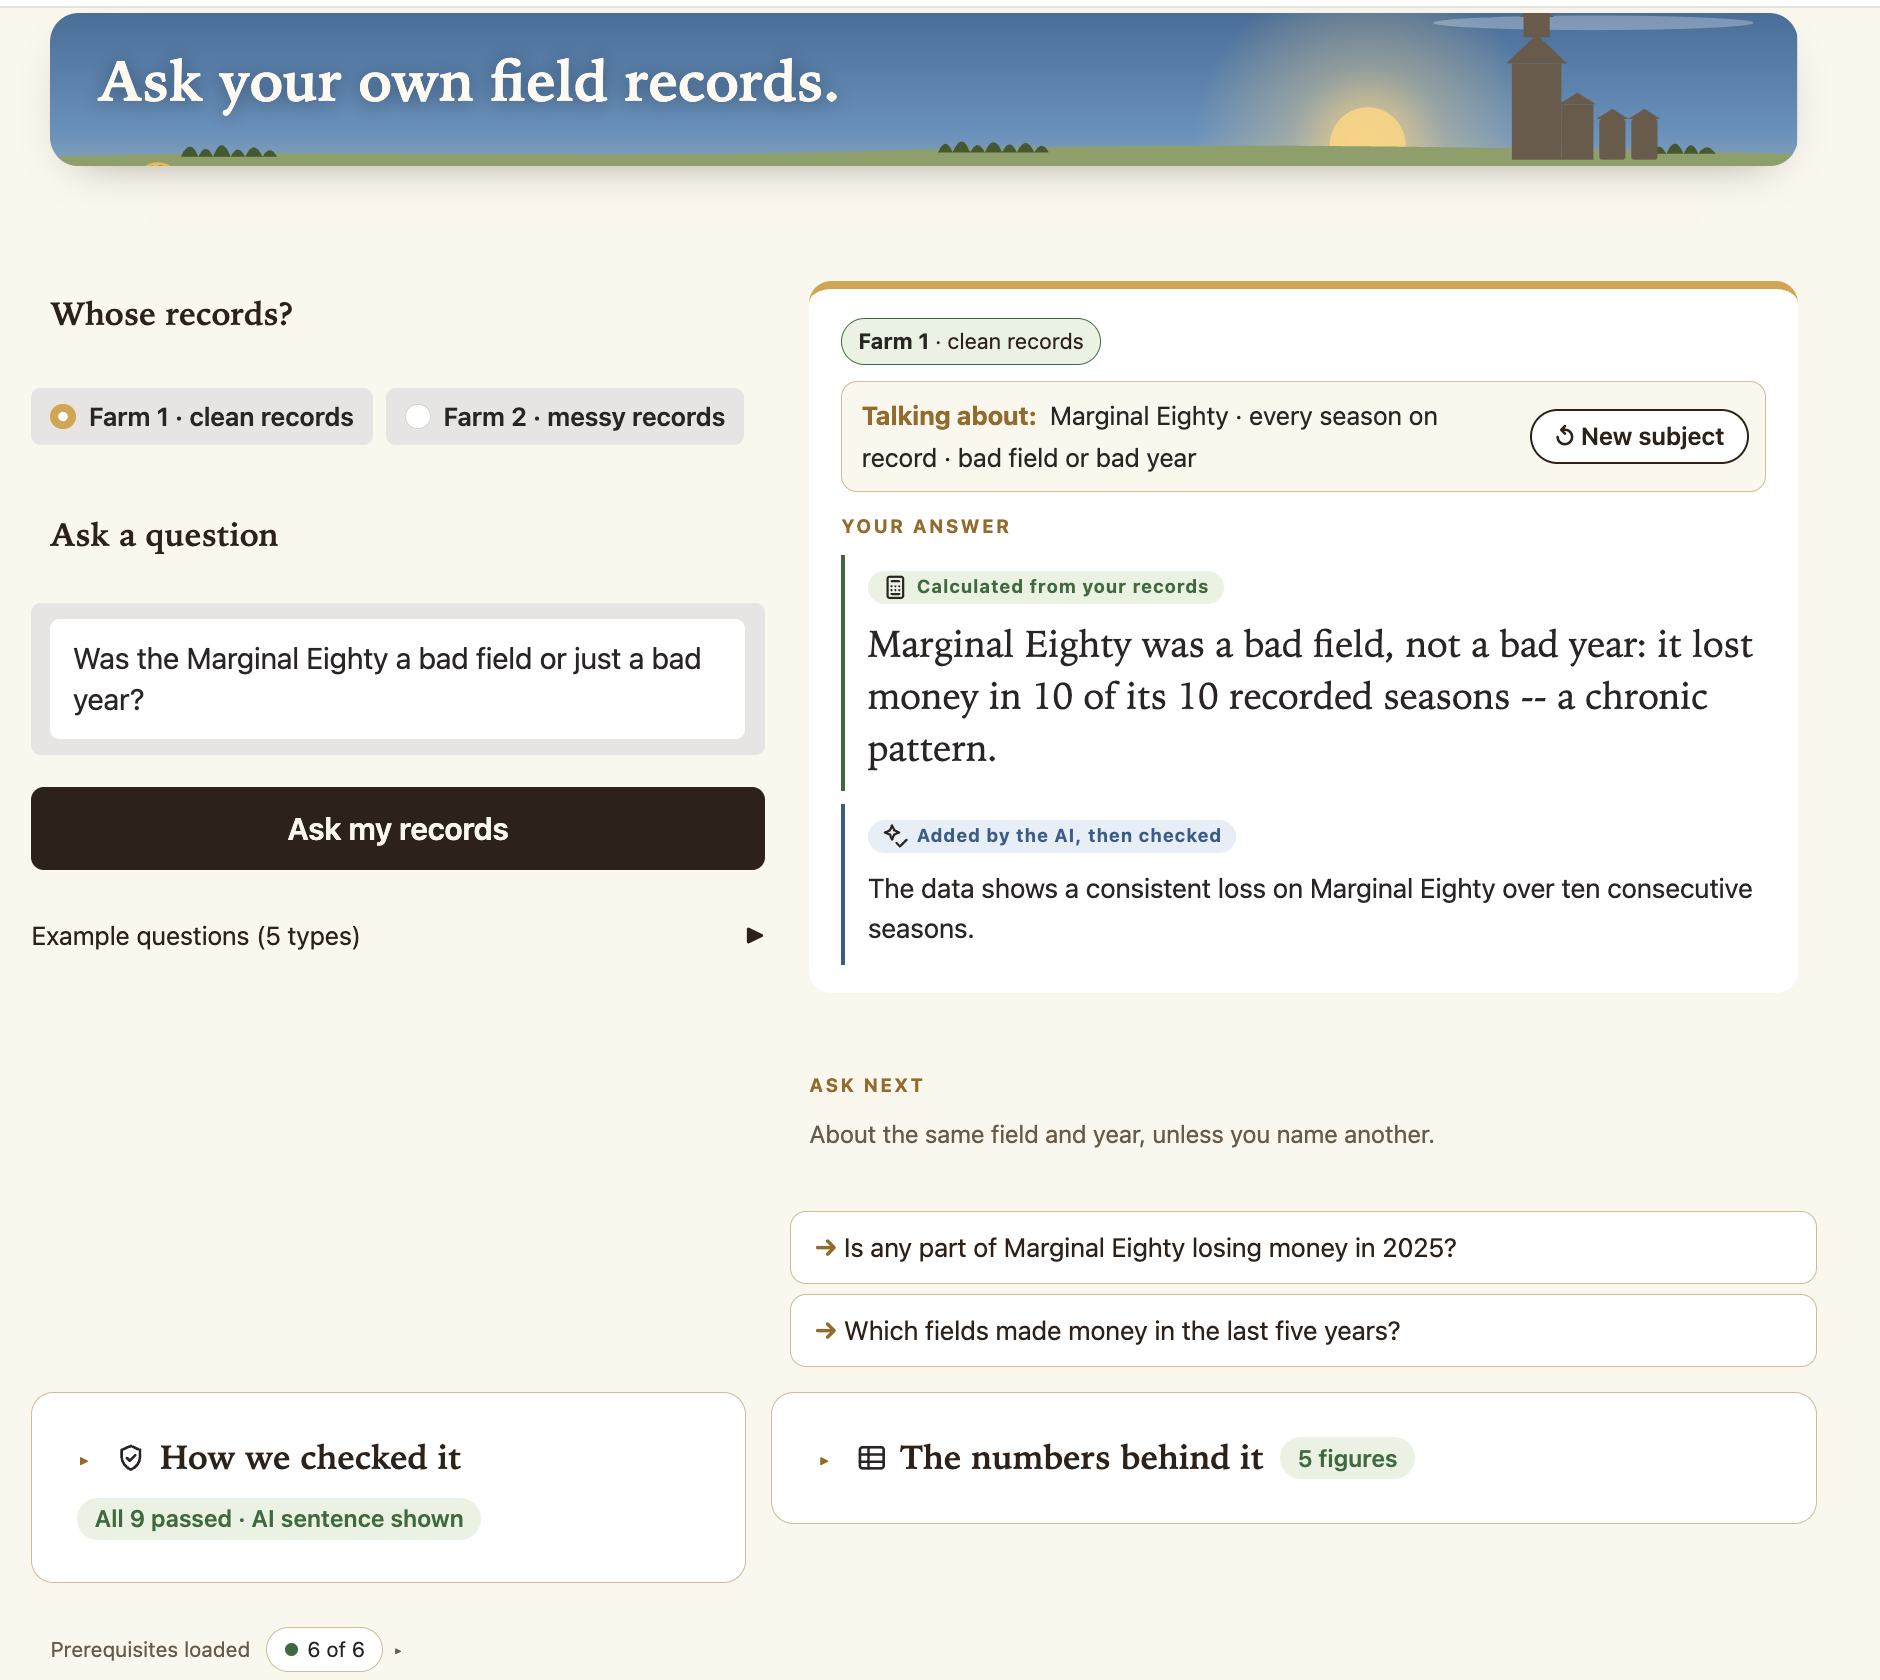 Ask your own field records.
Whose records?
Farm 1 · clean records
Farm 2 · messy records
Ask a question
Was the Marginal Eighty a bad field or just a bad
year?
Ask my records
Example questions (5 types)
Farm 1 · clean records
Talking about: Marginal Eighty · every season on
record · bad field or bad year
New subject
YOUR ANSWER
Calculated from your records
Marginal Eighty was a bad field, not a bad year: it lost
money in 10 of its 10 recorded seasons -- a chronic
pattern.
Added by the AI, then checked
The data shows a consistent loss on Marginal Eighty over ten consecutive
seasons.
ASK NEXT
About the same field and year, unless you name another.
→ Is any part of Marginal Eighty losing money in 2025?
→ Which fields made money in the last five years?
How we checked it
All 9 passed · AI sentence shown
The numbers behind it
5 figures
Prerequisites loaded
6 of 6